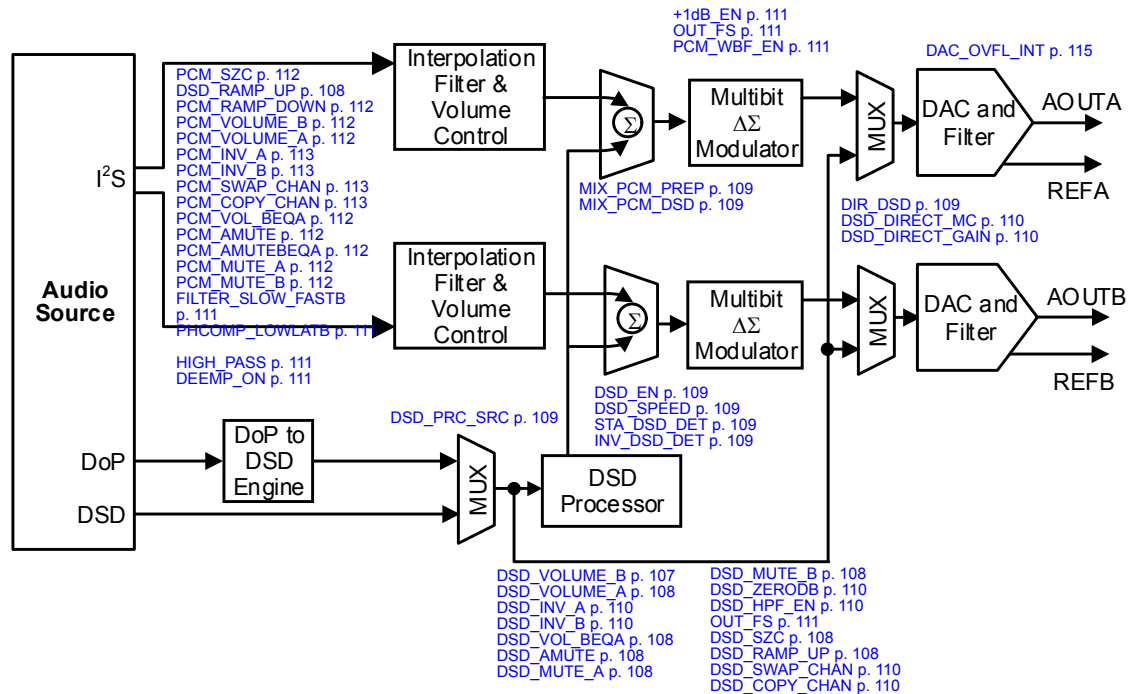 +1dB_EN p. 111
OUT_FS p. 111
PCM_WBF_EN p. 111
DAC_OVFL_INT p. 115
Audio
Source
I²S
DoP
DSD
PCM_SZC p. 112
DSD_RAMP_UP p. 108
PCM_RAMP_DOWN p. 112
PCM_VOLUME_B p. 112
PCM_VOLUME_A p. 112
PCM_INV_A p. 113
PCM_INV_B p. 113
PCM_SWAP_CHAN p. 113
PCM_COPY_CHAN p. 113
PCM_VOL_BEQA p. 112
PCM_AMUTE p. 112
PCM_AMUTEBEQA p. 112
PCM_MUTE_A p. 112
PCM_MUTE_B p. 112
FILTER_SLOW_FASTB
p. 111
PHCOMP_LOWLATB p. 111
HIGH_PASS p. 111
DEEMP_ON p. 111
Interpolation
Filter &
Volume
Control
Σ
Multibit
ΔΣ
Modulator
MUX
DAC and
Filter
AOUTA
REFA
MIX_PCM_PREP p. 109
MIX_PCM_DSD p. 109
DIR_DSD p. 109
DSD_DIRECT_MC p. 110
DSD_DIRECT_GAIN p. 110
Interpolation
Filter &
Volume
Control
Σ
Multibit
ΔΣ
Modulator
MUX
DAC and
Filter
AOUTB
REFB
DSD_EN p. 109
DSD_SPEED p. 109
STA_DSD_DET p. 109
INV_DSD_DET p. 109
DSD_PRC_SRC p. 109
DoP to
DSD
Engine
MUX
DSD
Processor
DSD_VOLUME_B p. 107
DSD_VOLUME_A p. 108
DSD_INV_A p. 110
DSD_INV_B p. 110
DSD_VOL_BEQA p. 108
DSD_AMUTE p. 108
DSD_MUTE_A p. 108
DSD_MUTE_B p. 108
DSD_ZERODB p. 110
DSD_HPF_EN p. 110
OUT_FS p. 111
DSD_SZC p. 108
DSD_RAMP_UP p. 108
DSD_SWAP_CHAN p. 110
DSD_COPY_CHAN p. 110